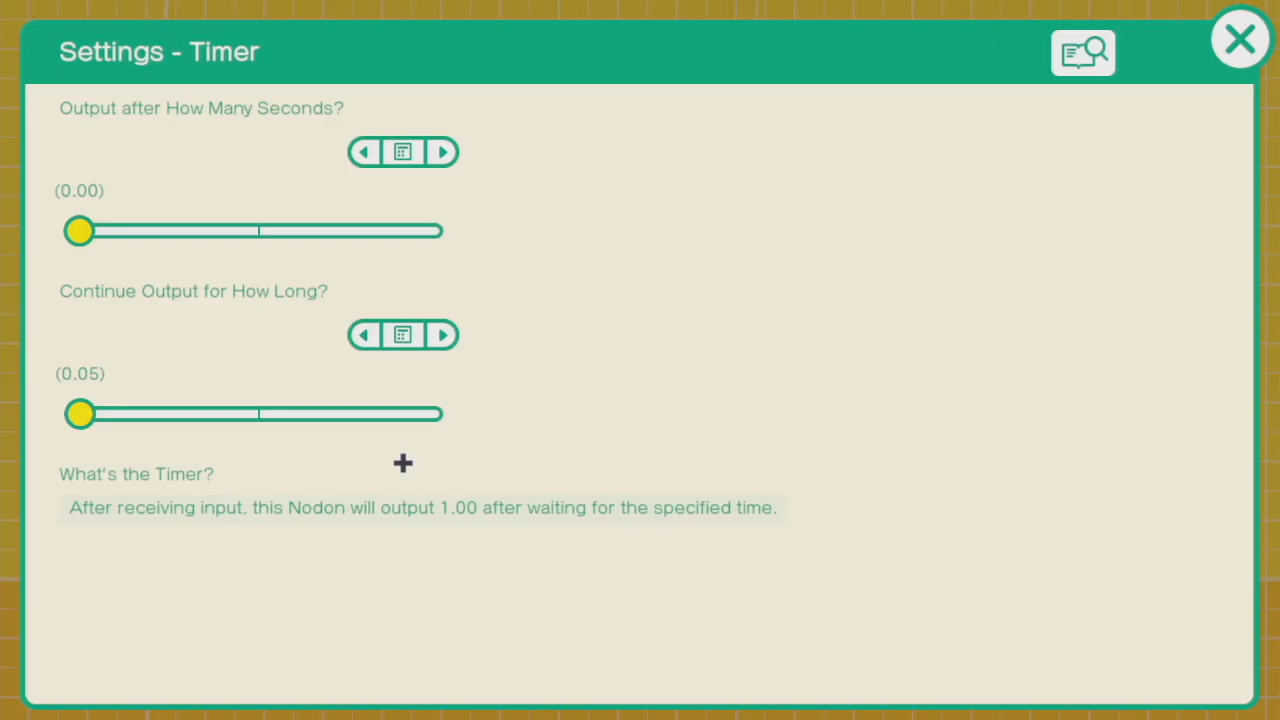 Settings - Timer
Output after How Many Seconds?
(0.00)
Continue Output for How Long?
(0.05)
What's the Timer?
After receiving input, this Nodon will output 1.00 after waiting for the specified time.